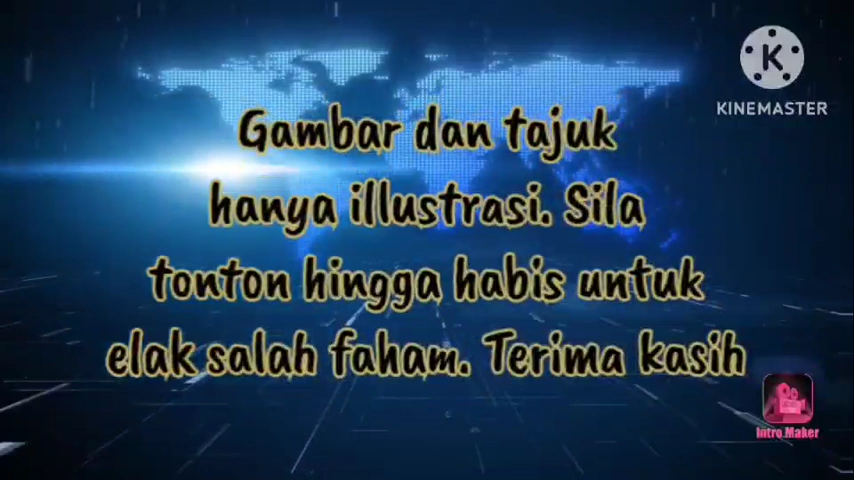 KINEMASTER
Gambar dan tajuk
hanya illustrasi. Sila
tonton hingga habis untuk
elak salah faham. Terima kasih
Intro Maker